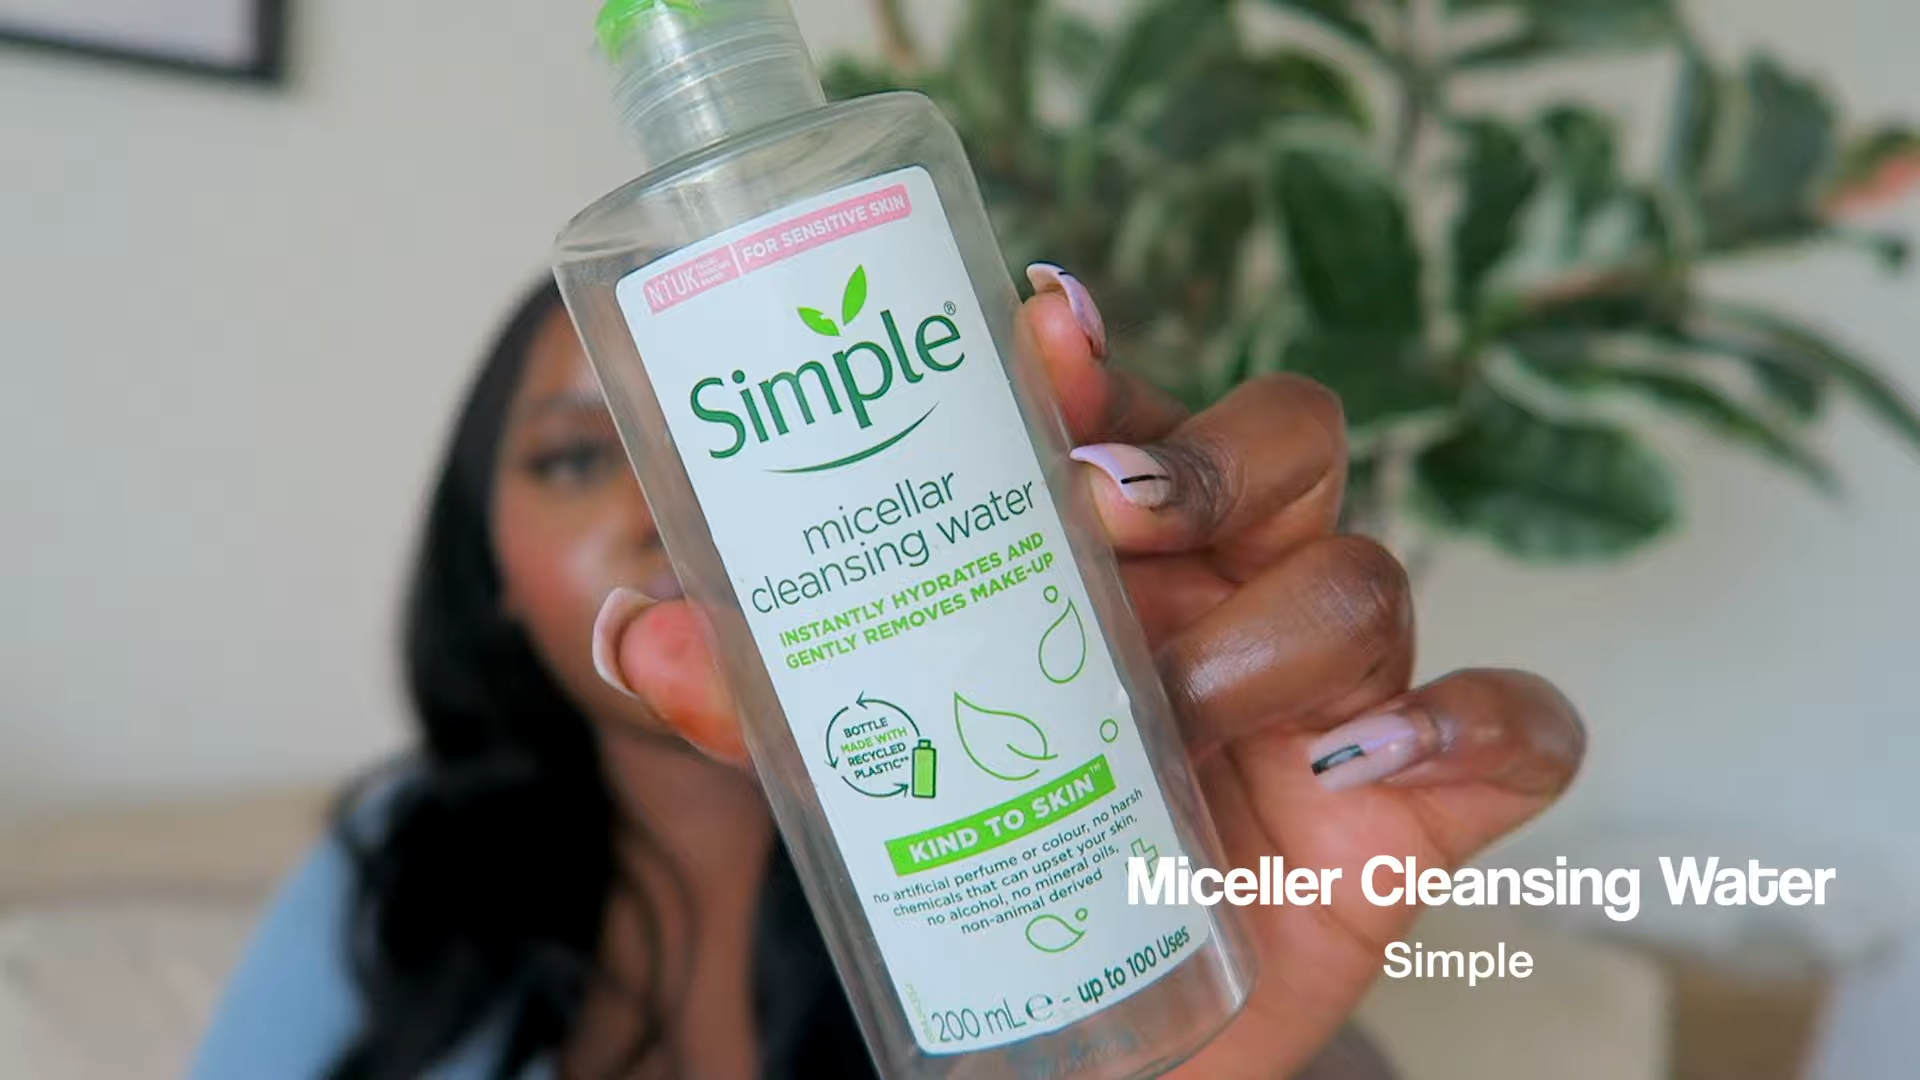 N°1 UK
FOR SENSITIVE SKIN
Simple®
micellar
cleansing water
INSTANTLY HYDRATES AND
GENTLY REMOVES MAKE-UP
BOTTLE
MADE WITH
RECYCLED
PLASTIC**
KIND TO SKIN™
no artificial perfume or colour, no harsh
chemicals that can upset your skin,
no alcohol, no mineral oils,
non-animal derived
200 mL ℮ - up to 100 Uses
Miceller Cleansing Water
Simple